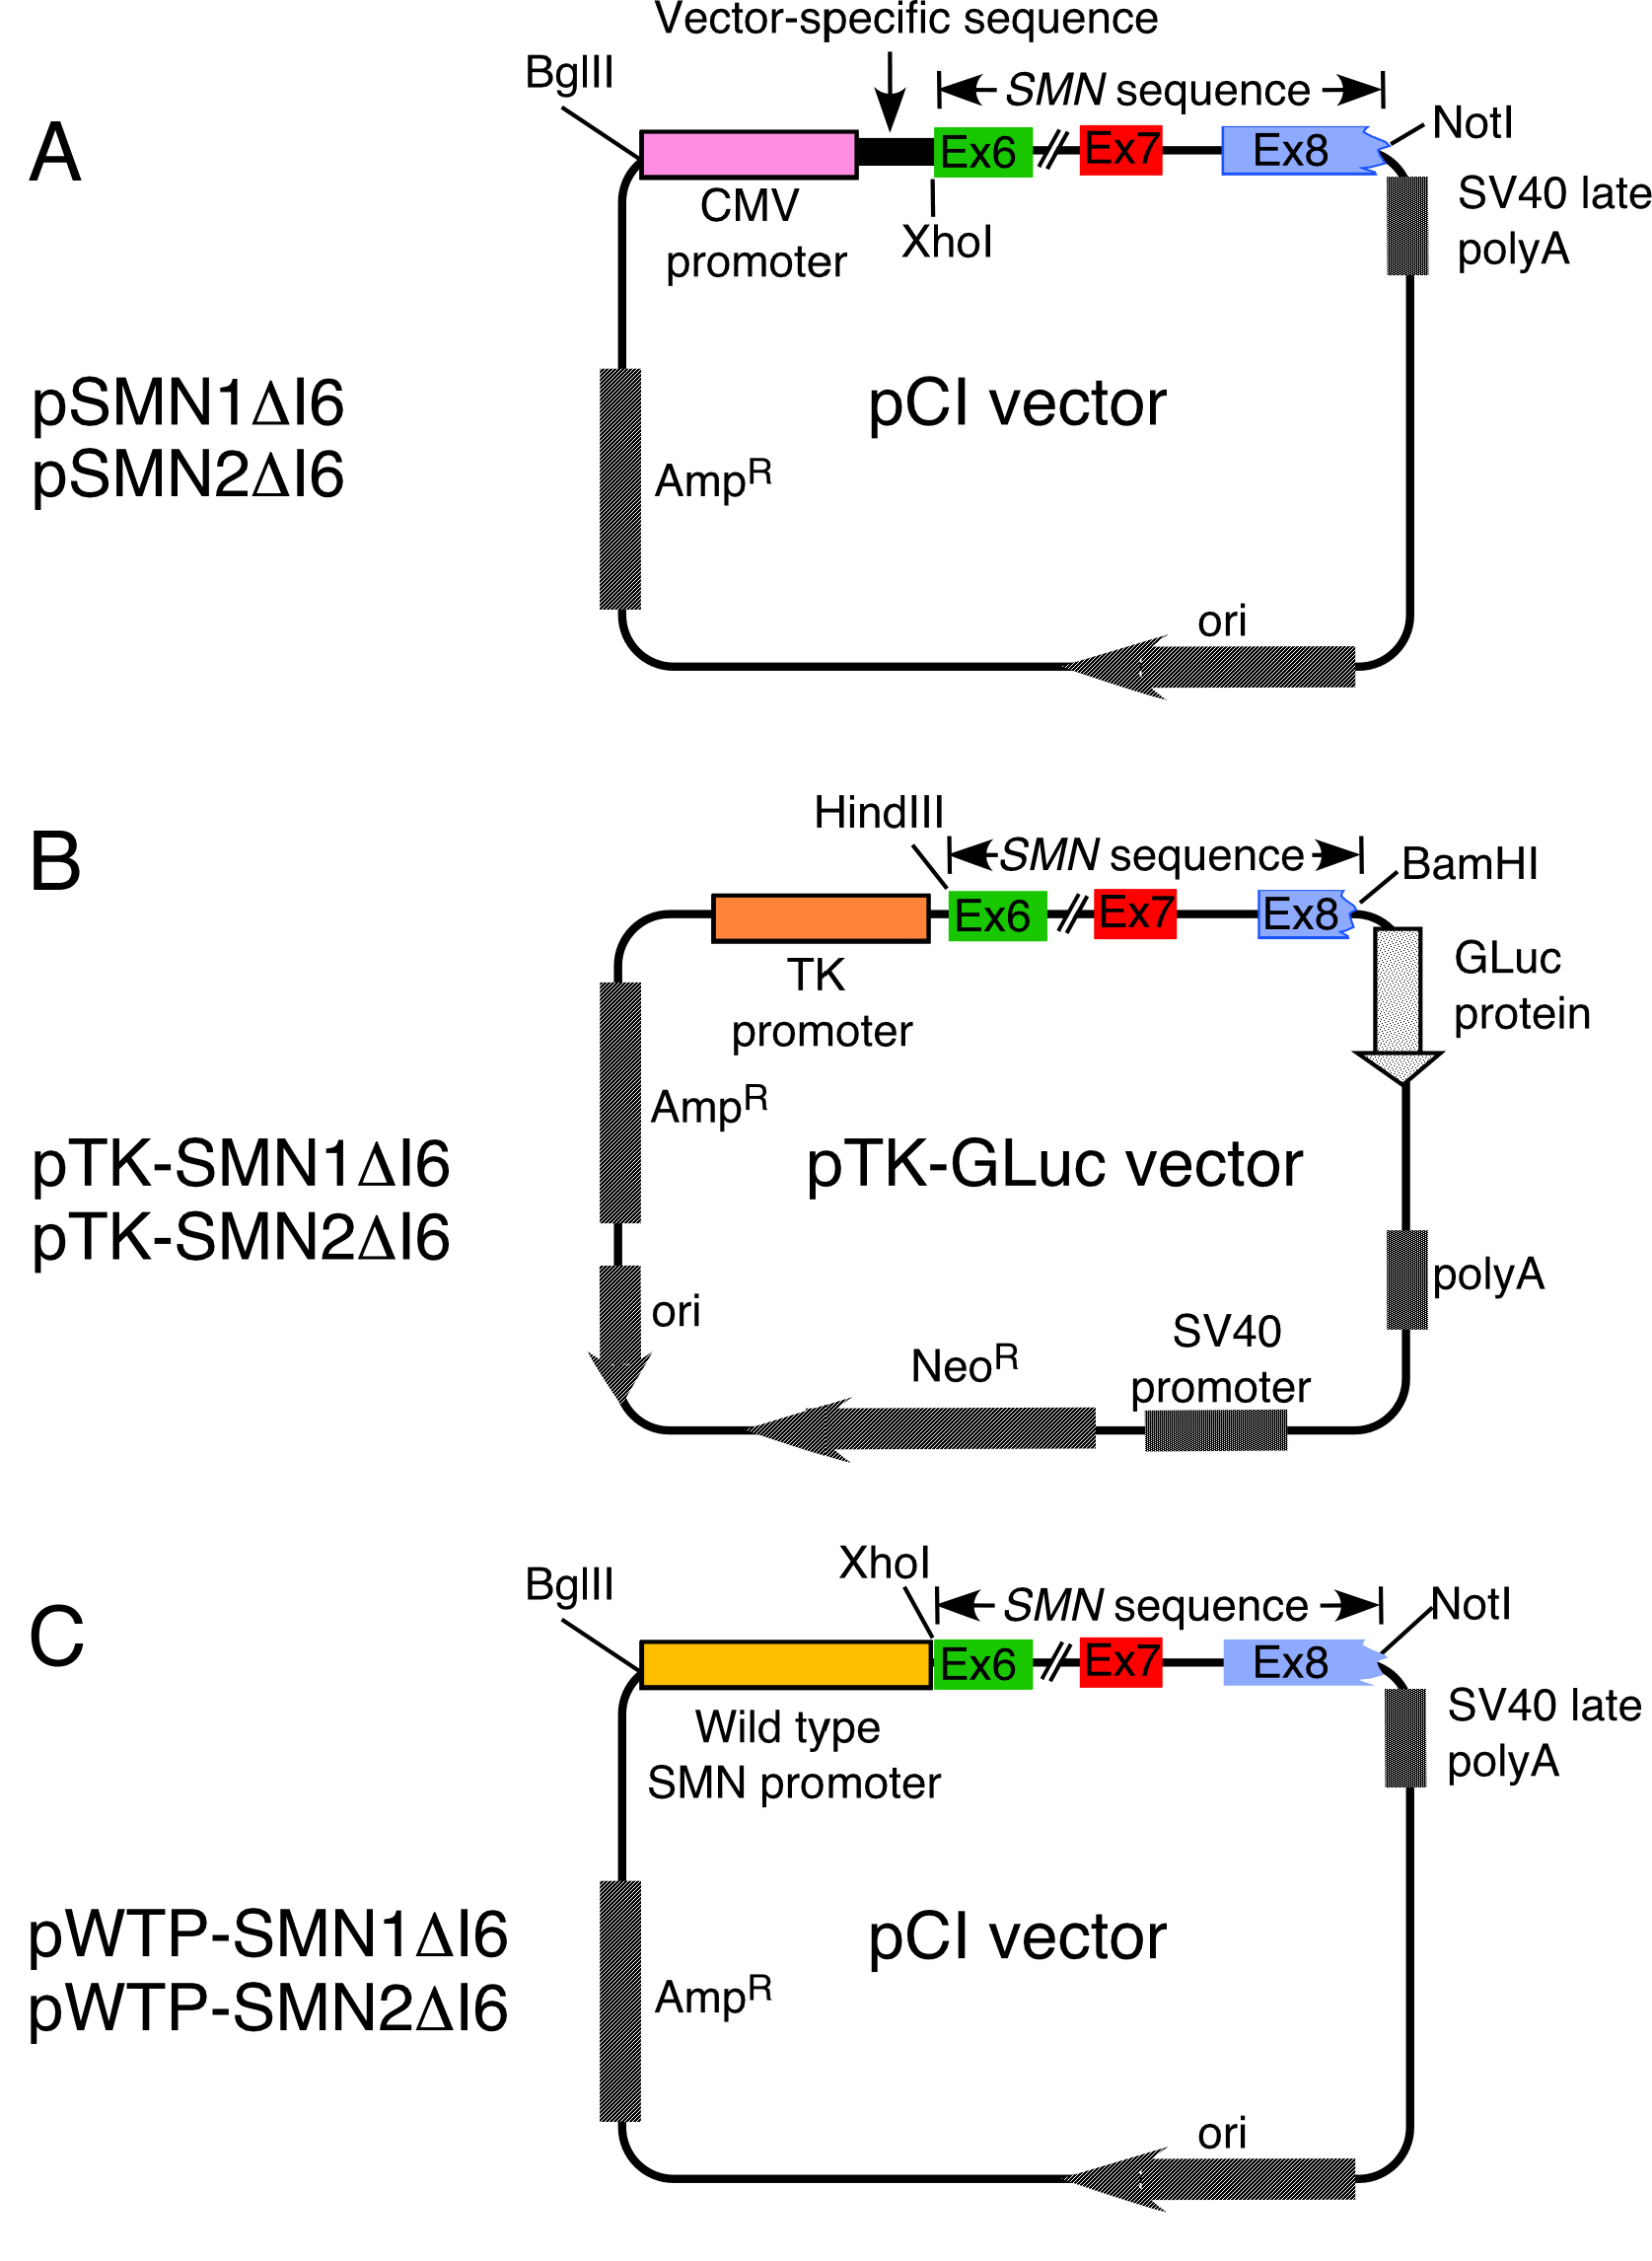 Vector-specific sequence
BglII
SMN sequence
NotI
A
Ex6
Ex7
Ex8
CMV
promoter
XhoI
SV40 late
polyA
pSMN1ΔI6
pSMN2ΔI6
pCI vector
AmpR
ori
HindIII
B
SMN sequence
BamHI
Ex6
Ex7
Ex8
TK
promoter
GLuc
protein
AmpR
pTK-SMN1ΔI6
pTK-SMN2ΔI6
pTK-GLuc vector
polyA
ori
NeoR
SV40
promoter
XhoI
BglII
SMN sequence
NotI
C
Ex6
Ex7
Ex8
Wild type
SMN promoter
SV40 late
polyA
pWTP-SMN1ΔI6
pWTP-SMN2ΔI6
pCI vector
AmpR
ori